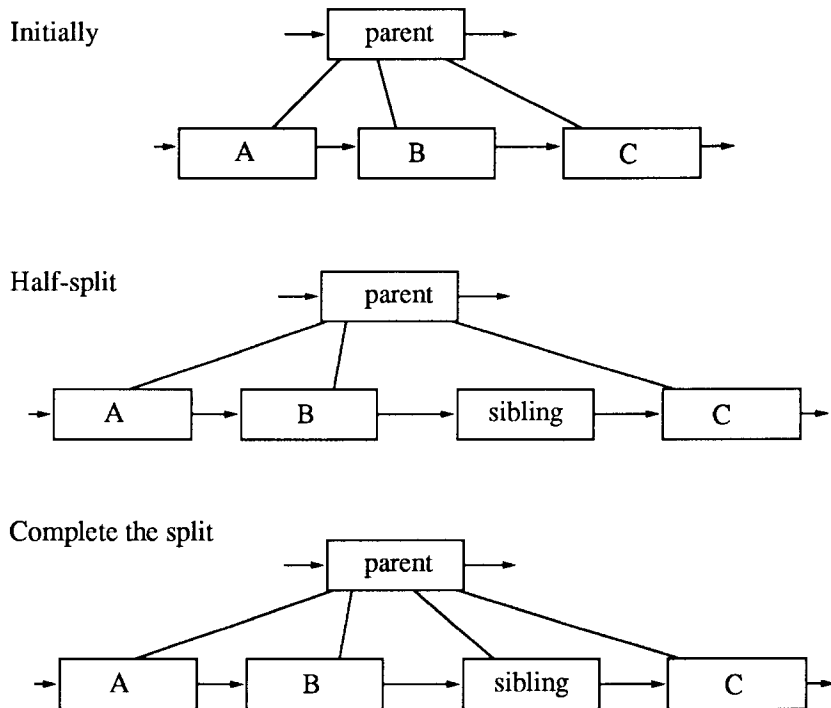 Initially
parent
A
B
C
Half-split
parent
A
B
sibling
C
Complete the split
parent
A
B
sibling
C